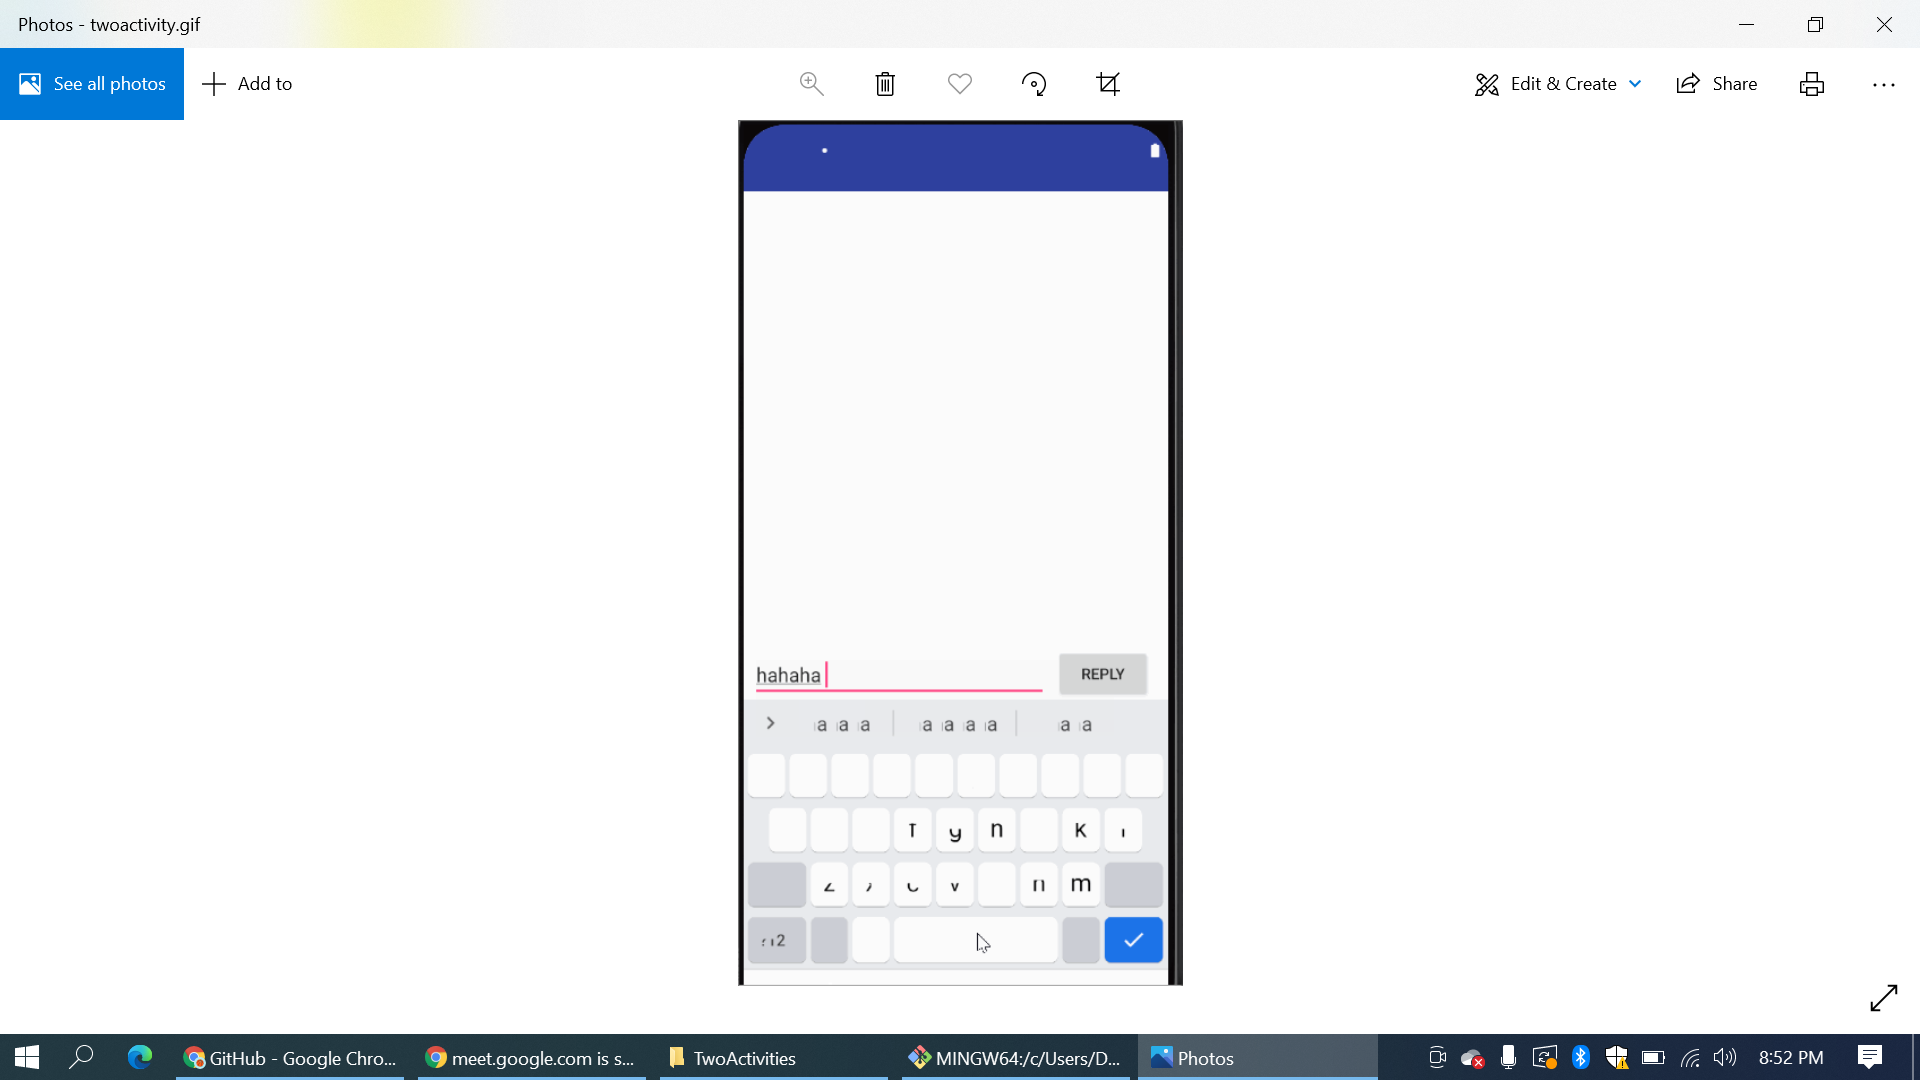 Photos - twoactivity.gif
See all photos
Add to
Edit & Create
Share
hahaha
REPLY
a a a
a a a a
a a
y n K
v n m
2
GitHub - Google Chro...
meet.google.com is s...
TwoActivities
MINGW64:/c/Users/D...
Photos
8:52 PM